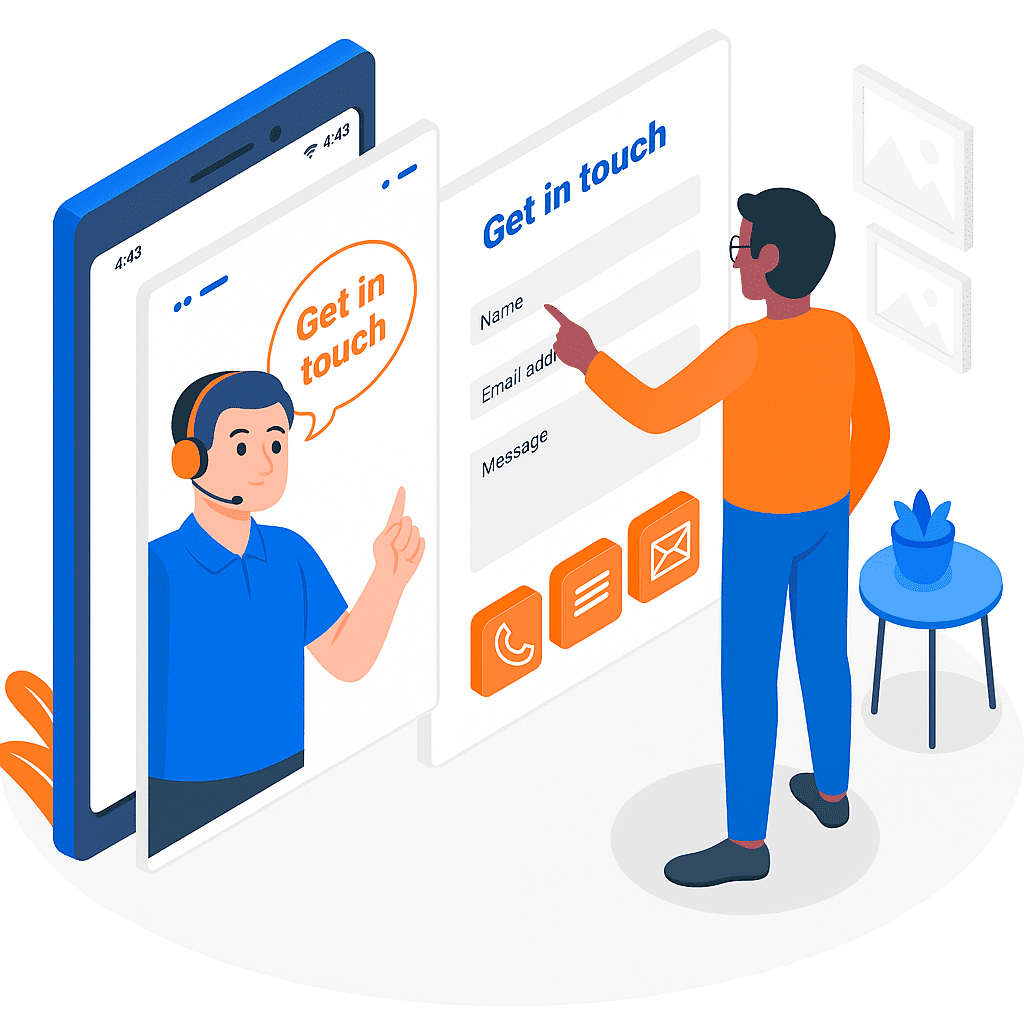 4:43
4:43
Get in
touch
Get in touch
Name
Email addr
Message